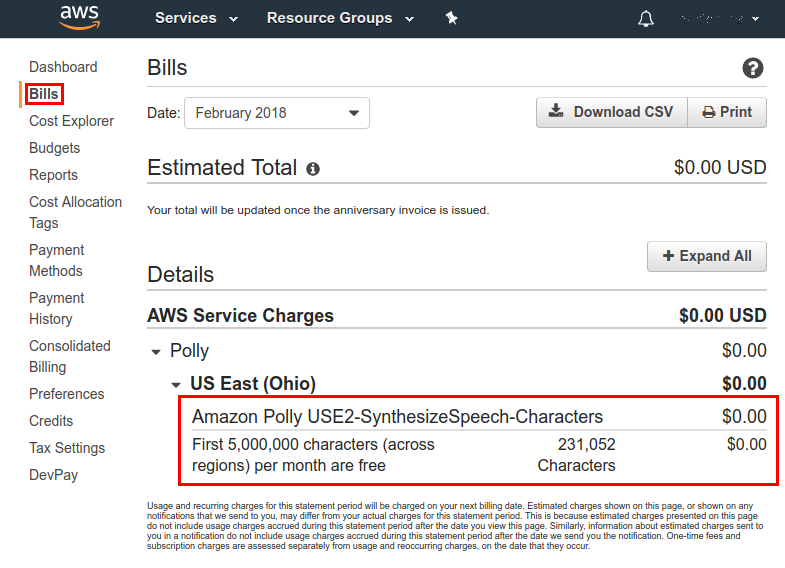 aws
Services
Resource Groups
Dashboard
Bills
Cost Explorer
Budgets
Reports
Cost Allocation
Tags
Payment
Methods
Payment
History
Consolidated
Billing
Preferences
Credits
Tax Settings
DevPay
Bills
?
Date: February 2018
Download CSV
Print
Estimated Total $0.00 USD
Your total will be updated once the anniversary invoice is issued.
+ Expand All
Details
AWS Service Charges $0.00 USD
Polly $0.00
US East (Ohio) $0.00
Amazon Polly USE2-SynthesizeSpeech-Characters $0.00
First 5,000,000 characters (across 231,052 $0.00
regions) per month are free Characters
Usage and recurring charges for this statement period will be charged on your next billing date. Estimated charges shown on this page, or shown on any
notifications that we send to you, may differ from your actual charges for this statement period. This is because estimated charges presented on this page
do not include usage charges accrued during this statement period after the date you view this page. Similarly, information about estimated charges sent to
you in a notification do not include usage charges accrued during this statement period after the date we send you the notification. One-time fees and
subscription charges are assessed separately from usage and reoccurring charges, on the date that they occur.